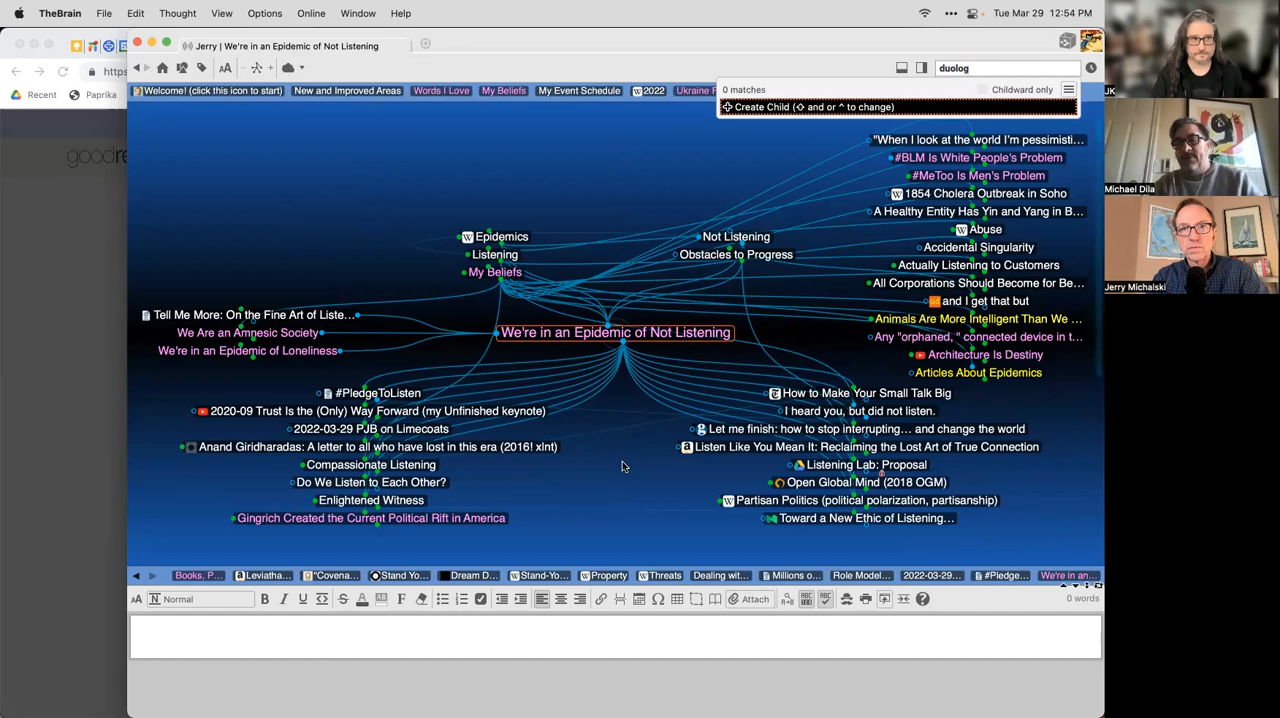 TheBrain File Edit Thought View Options Online Window Help
Tue Mar 29 12:54 PM
Jerry | We're in an Epidemic of Not Listening
https
Recent Paprika
duolog
0 matches Childward only
Create Child (⇧ and or ^ to change)
Welcome! (click this icon to start) New and Improved Areas Words I Love My Beliefs My Event Schedule 2022 Ukraine
goodre
"When I look at the world I'm pessimisti...
#BLM Is White People's Problem
#MeToo Is Men's Problem
1854 Cholera Outbreak in Soho
A Healthy Entity Has Yin and Yang in B...
Abuse
Accidental Singularity
Actually Listening to Customers
All Corporations Should Become for Be...
and I get that but
Animals Are More Intelligent Than We ...
Any "orphaned, " connected device in t...
Architecture Is Destiny
Articles About Epidemics
Epidemics
Listening
My Beliefs
Not Listening
Obstacles to Progress
Tell Me More: On the Fine Art of Liste...
We Are an Amnesic Society
We're in an Epidemic of Loneliness
We're in an Epidemic of Not Listening
#PledgeToListen
2020-09 Trust Is the (Only) Way Forward (my Unfinished keynote)
2022-03-29 PJB on Limecoats
Anand Giridharadas: A letter to all who have lost in this era (2016! xlnt)
Compassionate Listening
Do We Listen to Each Other?
Enlightened Witness
Gingrich Created the Current Political Rift in America
How to Make Your Small Talk Big
I heard you, but did not listen.
Let me finish: how to stop interrupting... and change the world
Listen Like You Mean It: Reclaiming the Lost Art of True Connection
Listening Lab: Proposal
Open Global Mind (2018 OGM)
Partisan Politics (political polarization, partisanship)
Toward a New Ethic of Listening...
Books, P... Leviatha... "Covena... Stand Yo... Dream D... Stand-Yo... Property Threats Dealing wit... Millions o... Role Model... 2022-03-29... #Pledge... We're in an...
Normal B I U S Attach 0 words
JK
Michael Dila
Jerry Michalski